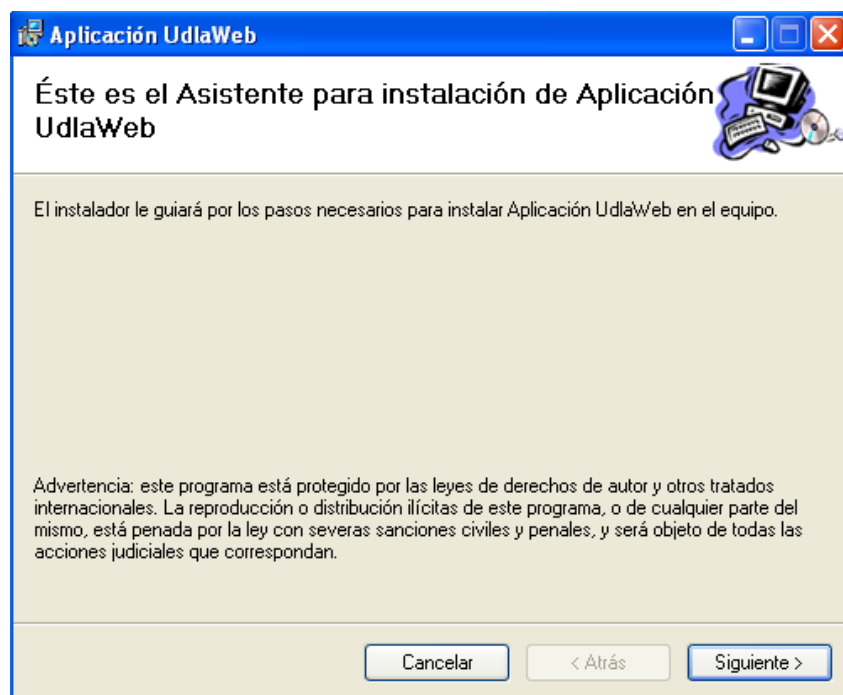 Aplicación UdlaWeb
Éste es el Asistente para instalación de Aplicación
UdlaWeb
El instalador le guiará por los pasos necesarios para instalar Aplicación UdlaWeb en el equipo.
Advertencia: este programa está protegido por las leyes de derechos de autor y otros tratados
internacionales. La reproducción o distribución ilícitas de este programa, o de cualquier parte del
mismo, está penada por la ley con severas sanciones civiles y penales, y será objeto de todas las
acciones judiciales que correspondan.
Cancelar
< Atrás
Siguiente >